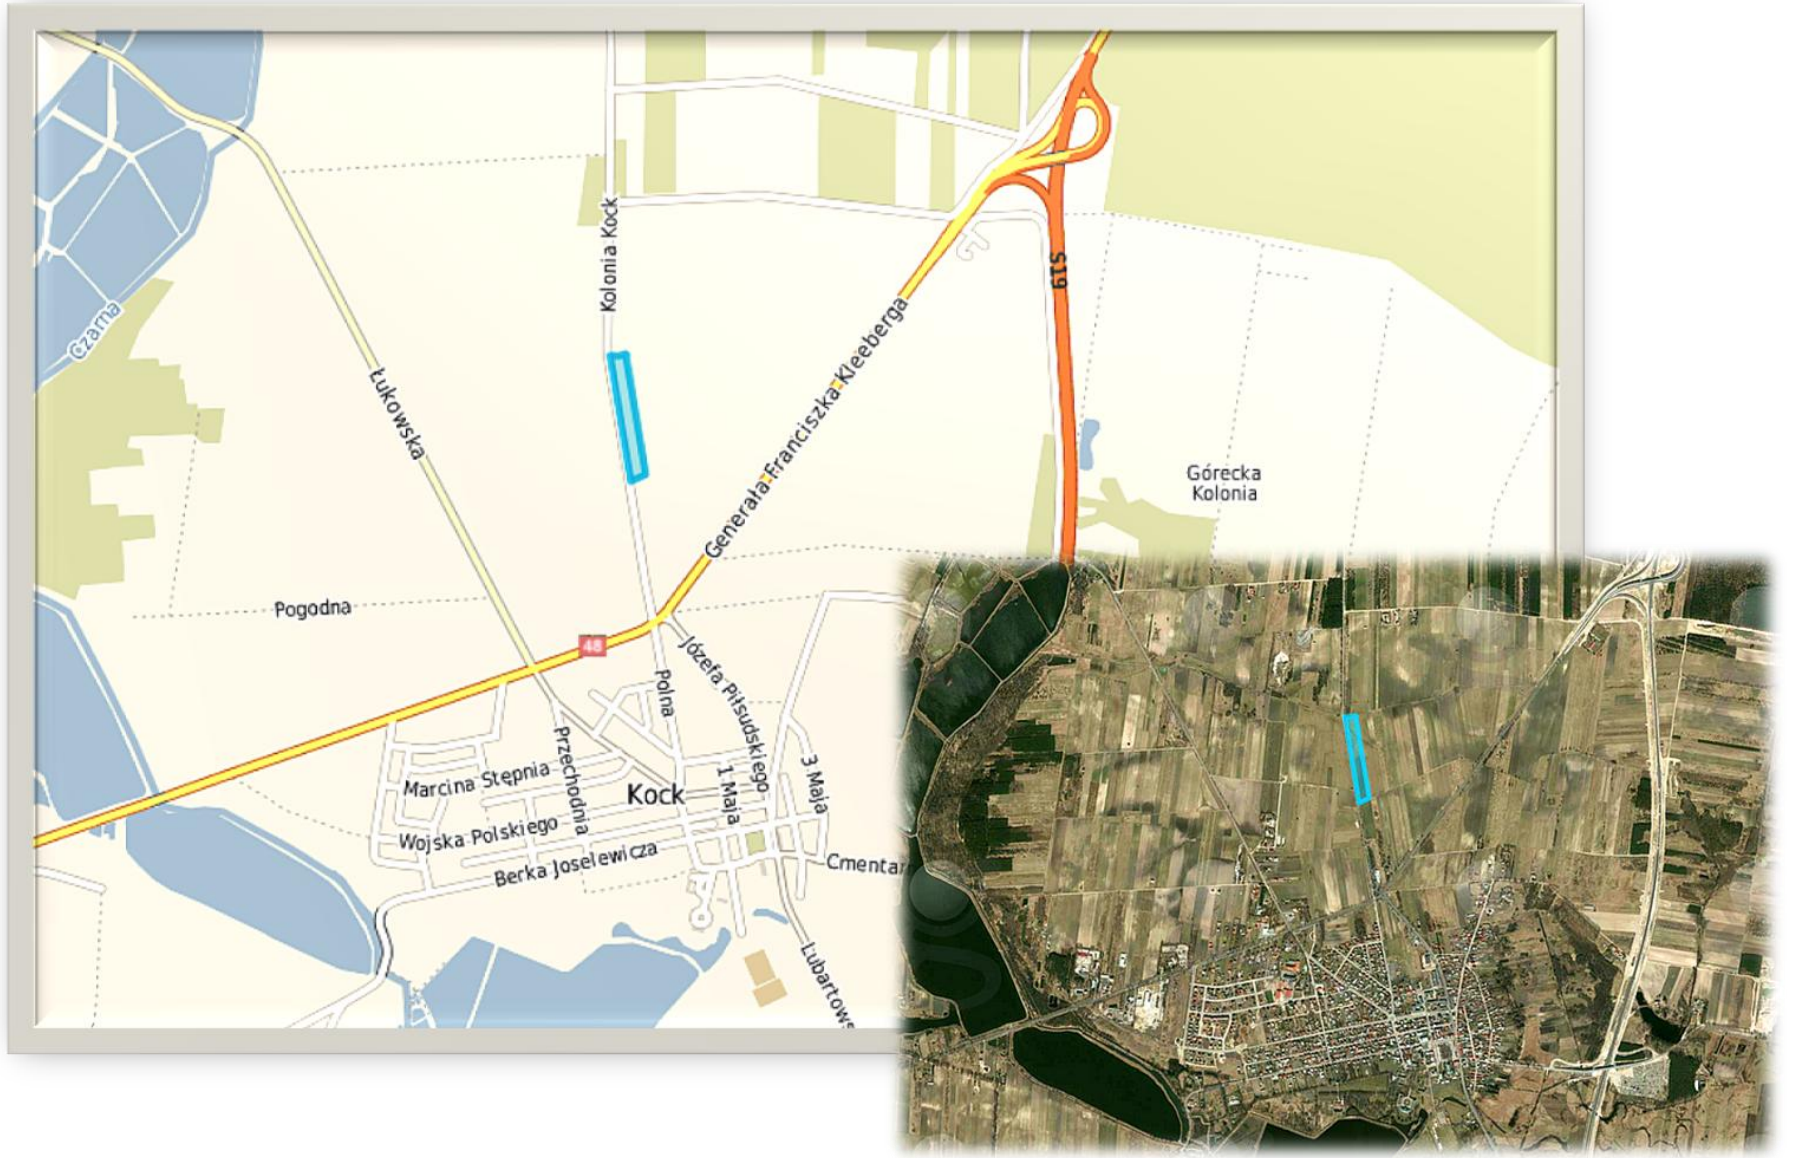 Kolonia Kock
S19
Czarna
Łukowska
Generała Franciszka Kleeberga
Górecka
Kolonia
Pogodna
48
Józefa Piłsudskiego
Polna
Przechodnia
3 Maja
1 Maja
Marcina Stępnia
Kock
Wojska Polskiego
Berka Joselewicza
Cmentar
Lubartows